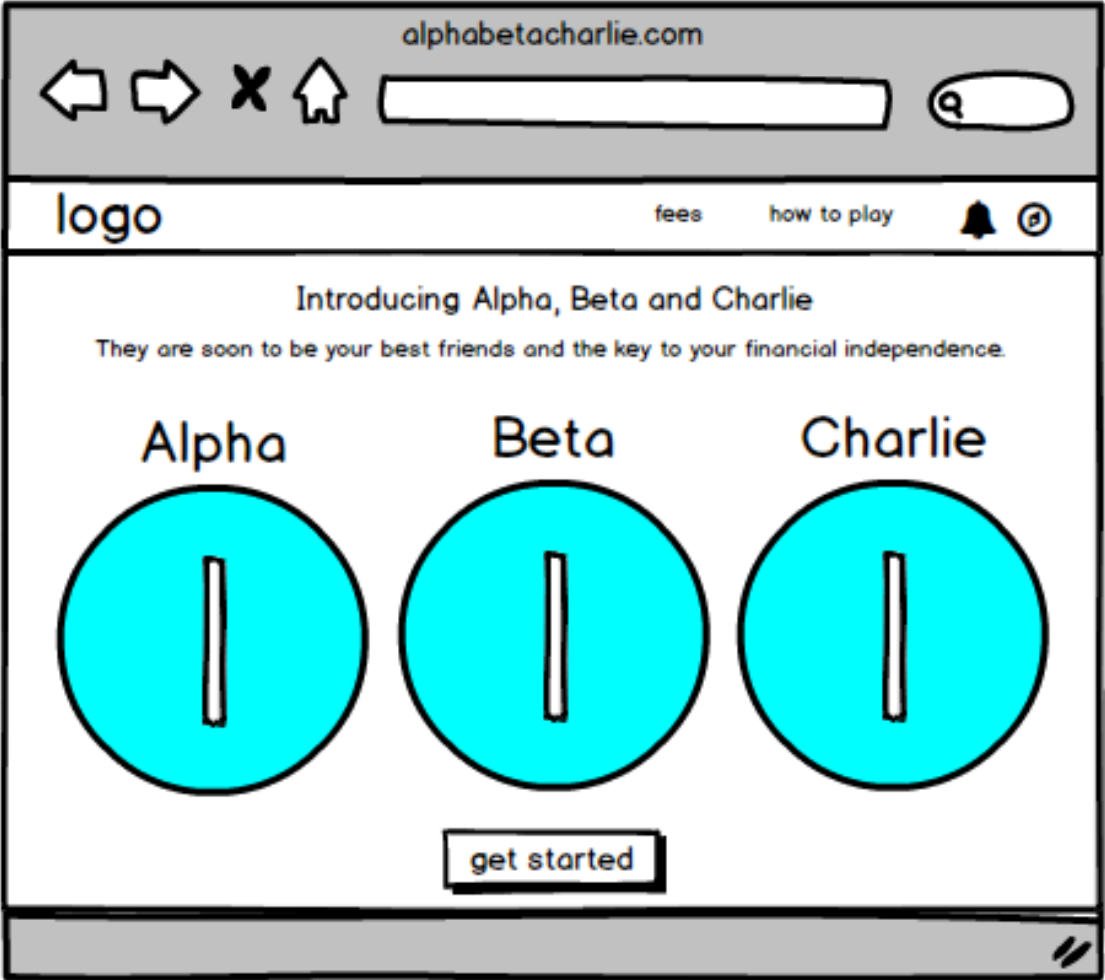 alphabetacharlie.com
logo fees how to play
Introducing Alpha, Beta and Charlie
They are soon to be your best friends and the key to your financial independence.
Alpha Beta Charlie
get started